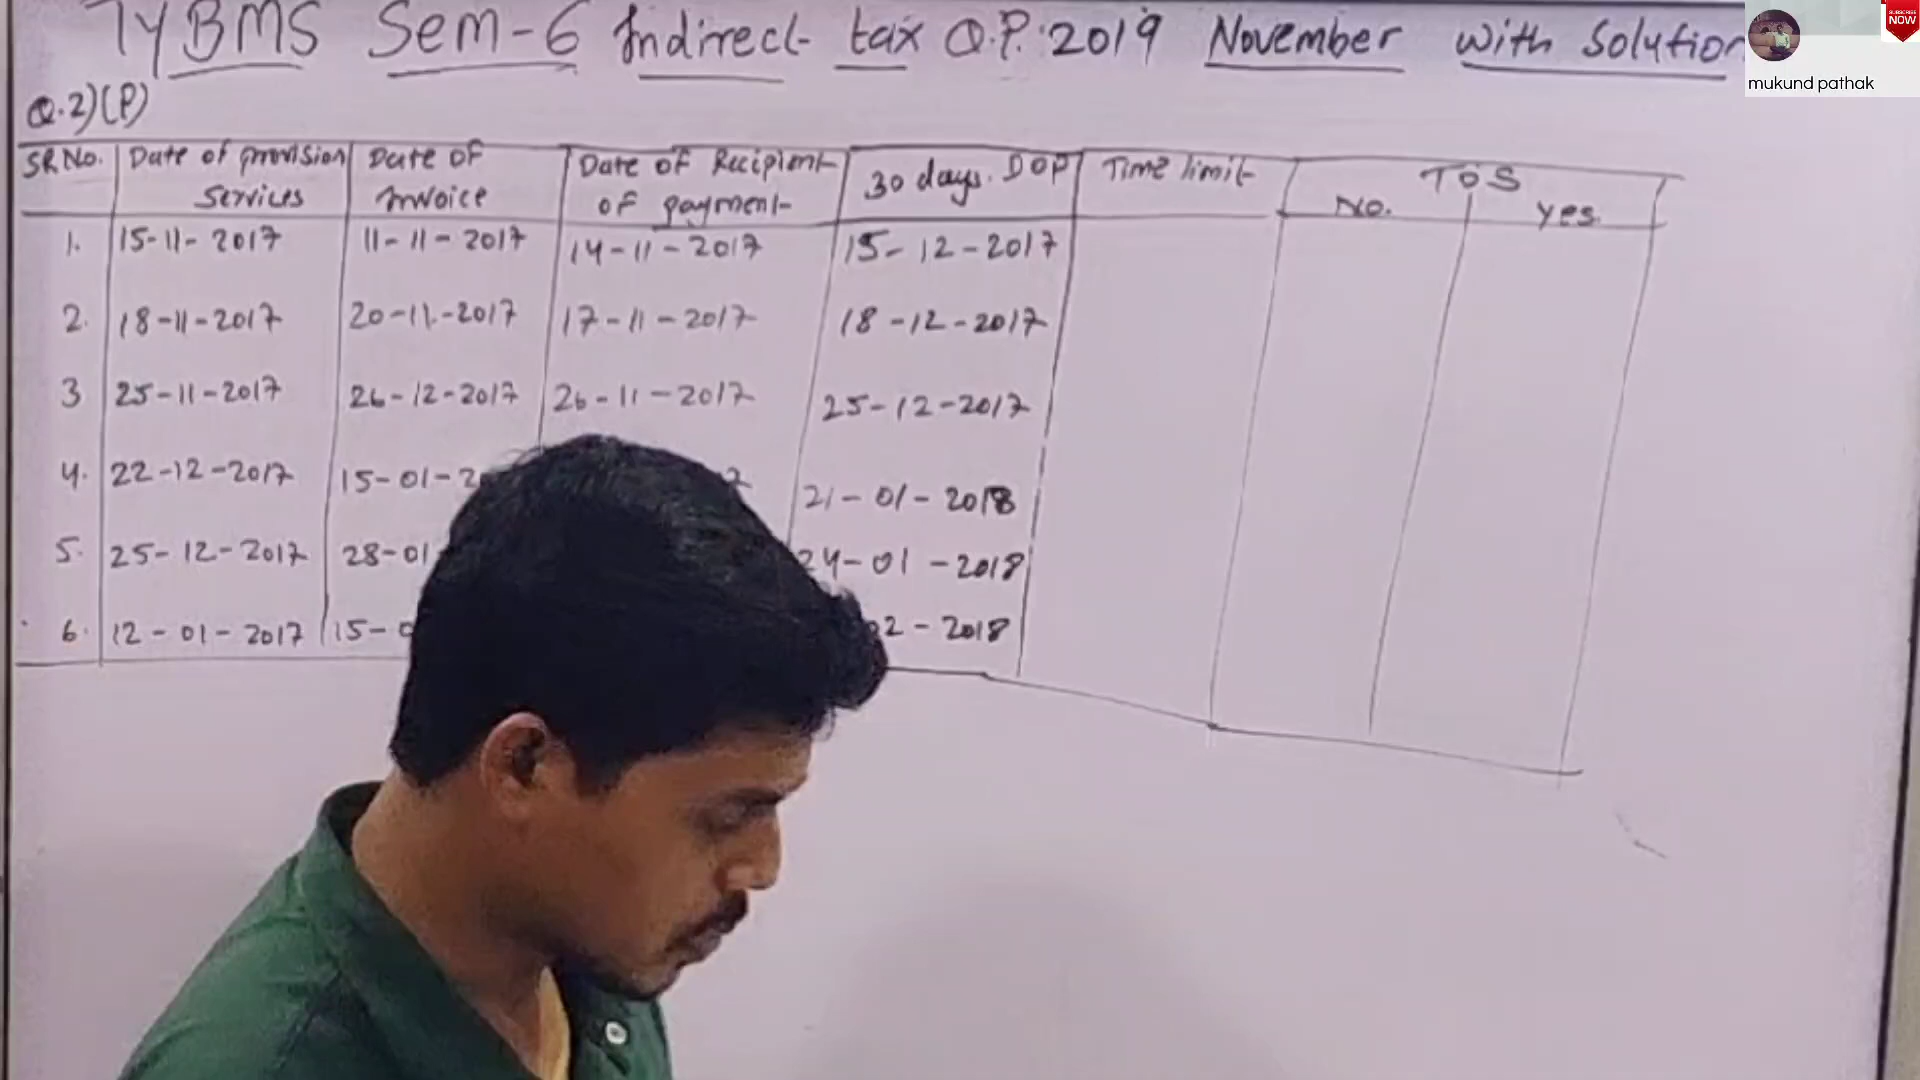 TYBMS Sem-6 Indirect tax Q.P. 2019 November with Solution
SUBSCRIBE NOW
mukund pathak
Q.2)(P)
SR No. Date of provision Services Date of Invoice Date of Recipient of payment 30 days. DOP Time limit TOS
No. Yes.
1. 15-11-2017 11-11-2017 14-11-2017 15-12-2017
2. 18-11-2017 20-11-2017 17-11-2017 18-12-2017
3 25-11-2017 26-12-2017 26-11-2017 25-12-2017
4. 22-12-2017 15-01-2 21-01-2018
5. 25-12-2017 28-01 24-01-2018
6. 12-01-2017 15-0 02-2018